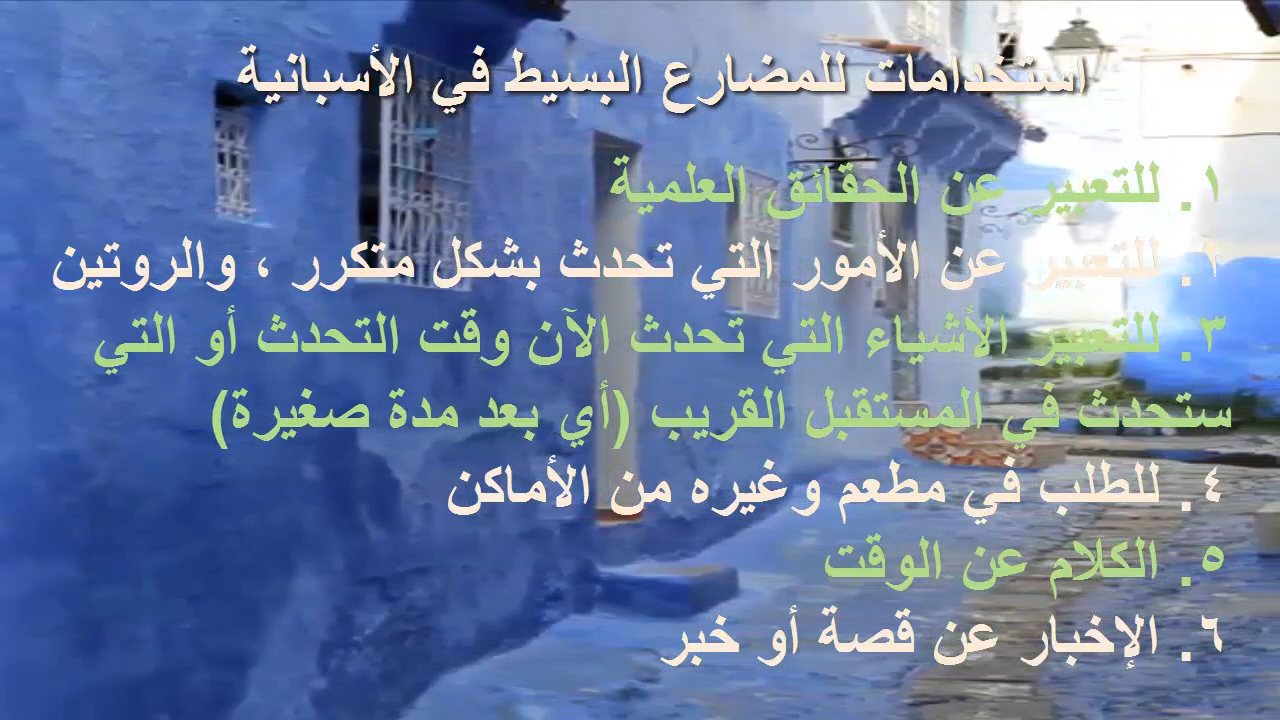 استخدامات للمضارع البسيط في الأسبانية
١. للتعبير عن الحقائق العلمية
٢. للتعبير عن الأمور التي تحدث بشكل متكرر ، والروتين
٣. للتعبير الأشياء التي تحدث الآن وقت التحدث أو التي
ستحدث في المستقبل القريب (أي بعد مدة صغيرة)
٤. للطلب في مطعم وغيره من الأماكن
٥. الكلام عن الوقت
٦. الإخبار عن قصة أو خبر